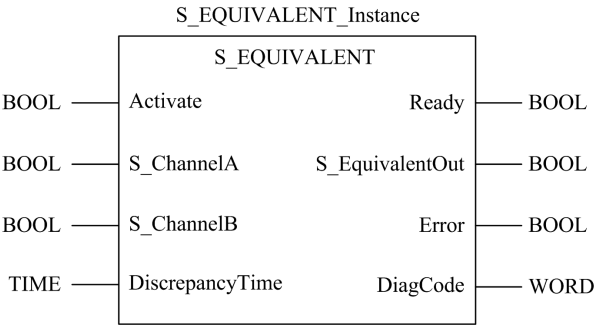 S_EQUIVALENT_Instance
S_EQUIVALENT
BOOL Activate Ready BOOL
BOOL S_ChannelA S_EquivalentOut BOOL
BOOL S_ChannelB Error BOOL
TIME DiscrepancyTime DiagCode WORD